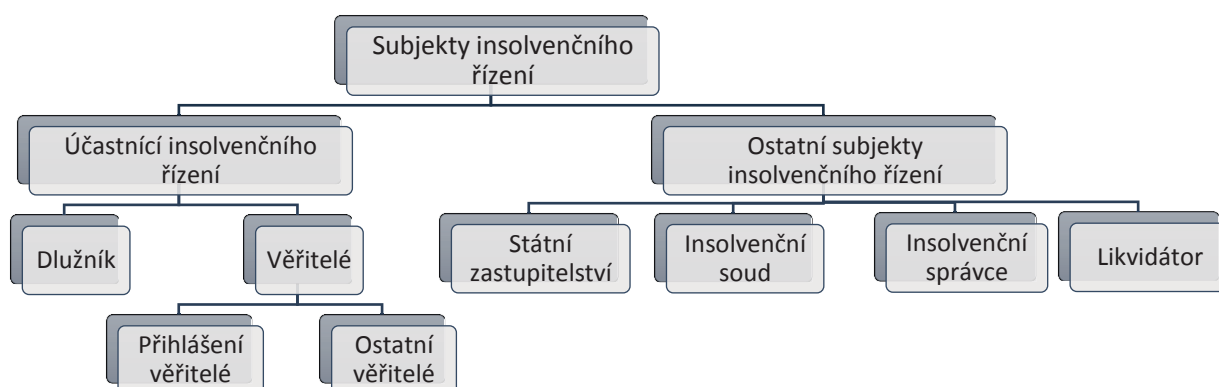 Subjekty insolvenčního
řízení
Účastnící insolvenčního
řízení
Ostatní subjekty
insolvenčního řízení
Dlužník
Věřitelé
Státní
zastupitelství
Insolvenční
soud
Insolvenční
správce
Likvidátor
Přihlášení
věřitelé
Ostatní
věřitelé